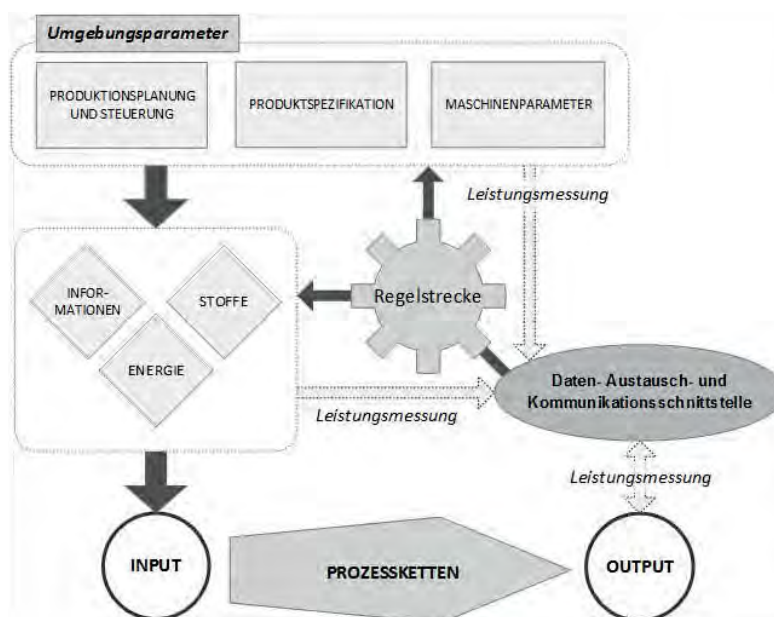 Umgebungsparameter
PRODUKTIONSPLANUNG
UND STEUERUNG
PRODUKTSPEZIFIKATION
MASCHINENPARAMETER
Leistungsmessung
INFOR-
MATIONEN
STOFFE
ENERGIE
Regelstrecke
Leistungsmessung
Daten- Austausch- und
Kommunikationsschnittstelle
Leistungsmessung
INPUT
PROZESSKETTEN
OUTPUT